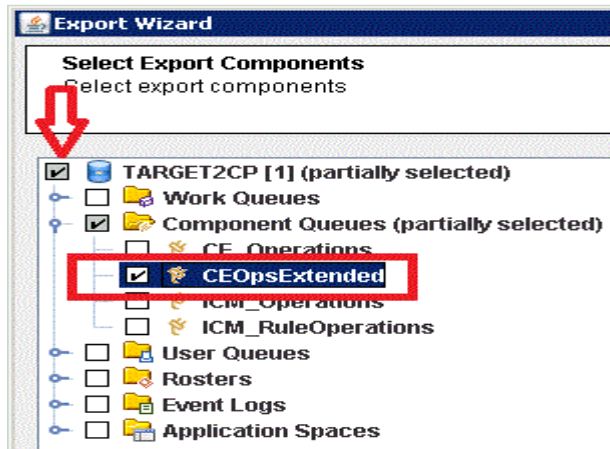 Export Wizard
Select Export Components
Select export components
TARGET2CP [1] (partially selected)
Work Queues
Component Queues (partially selected)
CE_Operations
CEOpsExtended
ICM_Operations
ICM_RuleOperations
User Queues
Rosters
Event Logs
Application Spaces